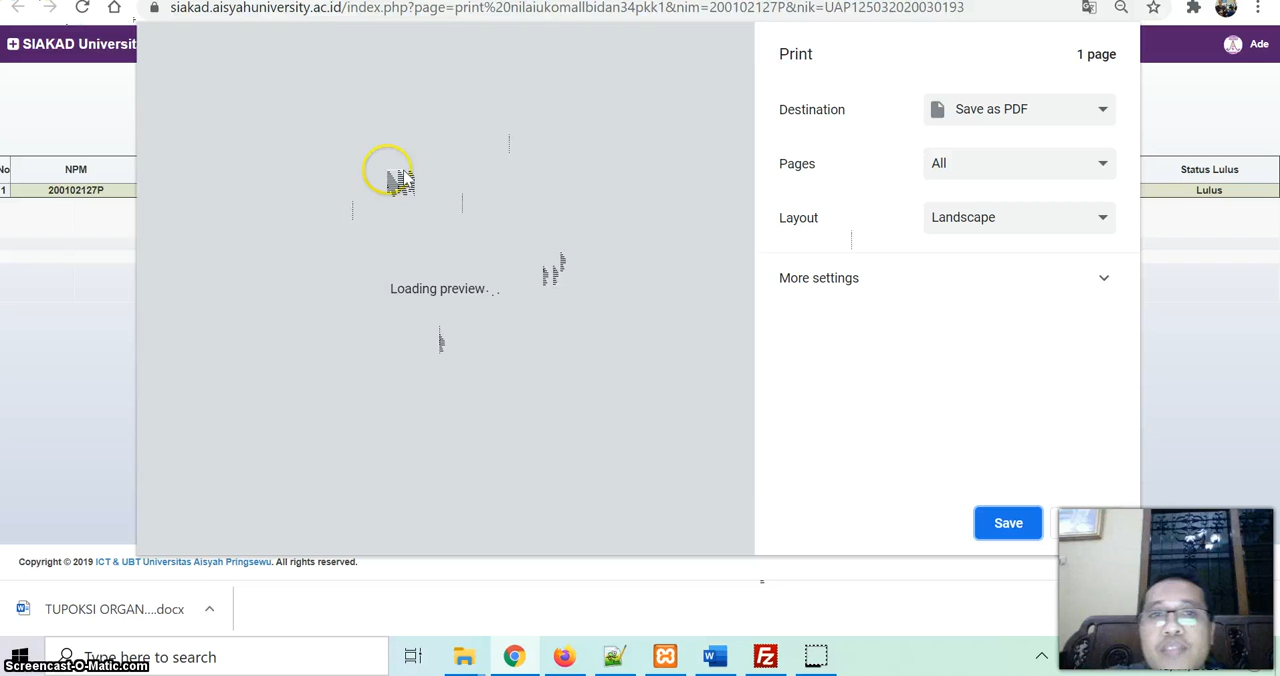 siakad.aisyahuniversity.ac.id/index.php?page=print%20nilaiukomallbidan34pkk1&nim=200102127P&nik=UAP125032020030193
SIAKAD Universit
Ade
Print
1 page
Destination
Save as PDF
Pages
All
Layout
Landscape
More settings
Loading preview...
Save
No
NPM
Status Lulus
1
200102127P
Lulus
Copyright © 2019 ICT & UBT Universitas Aisyah Pringsewu. All rights reserved.
TUPOKSI ORGAN....docx
Type here to search
Screencast-O-Matic.com